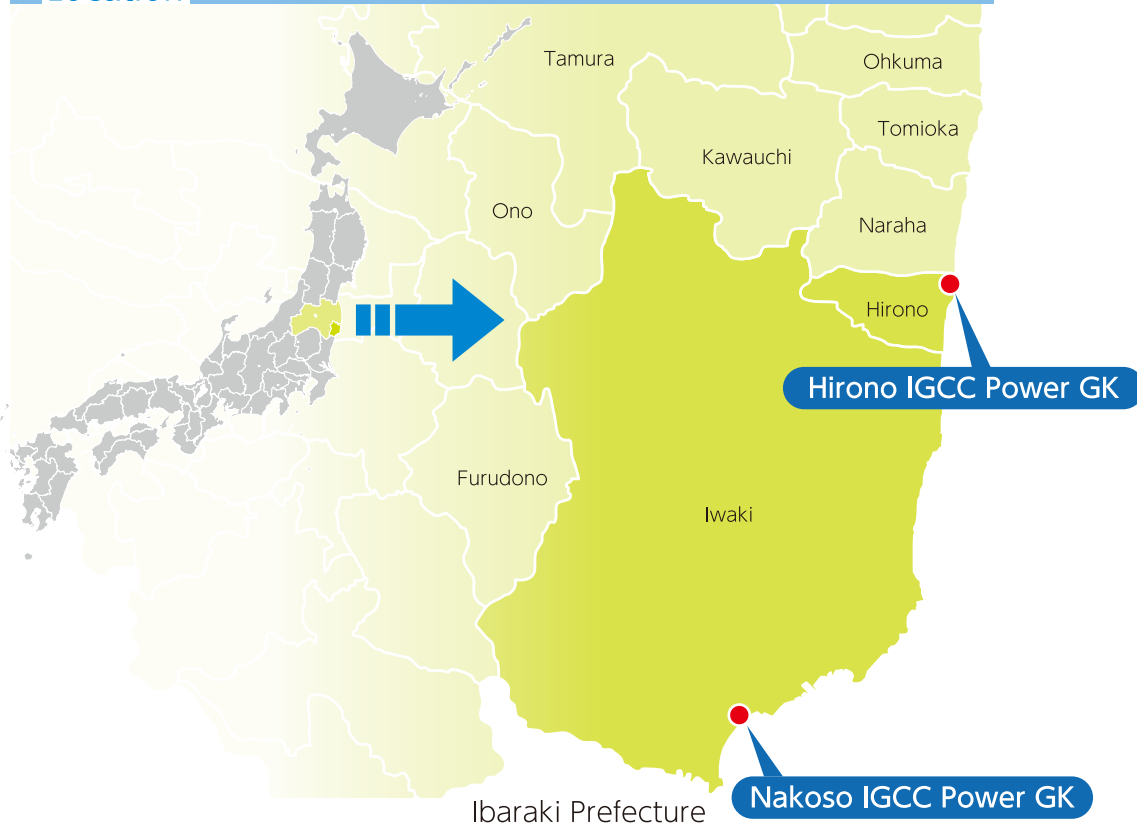 Location
Tamura
Ohkuma
Tomioka
Kawauchi
Ono
Naraha
Hirono
Hirono IGCC Power GK
Furudono
Iwaki
Nakoso IGCC Power GK
Ibaraki Prefecture